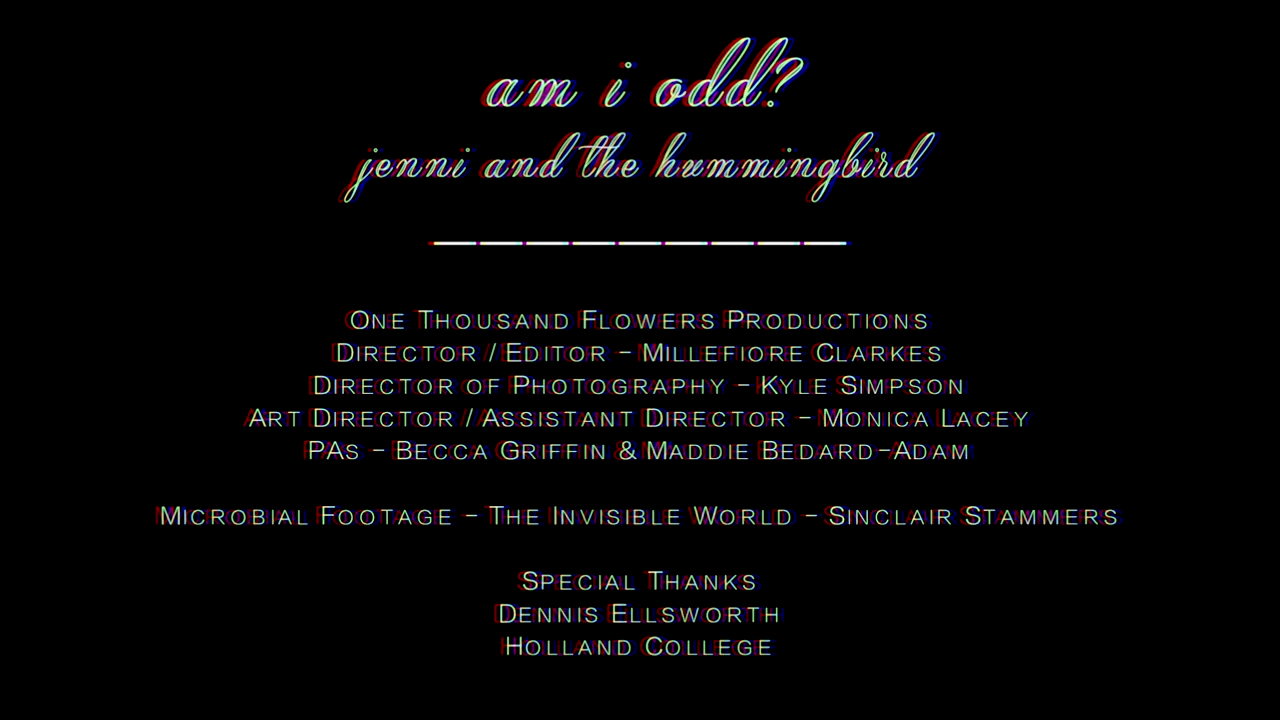 am i odd?
jenni and the hummingbird
One Thousand Flowers Productions
Director / Editor - Millefiore Clarkes
Director of Photography - Kyle Simpson
Art Director / Assistant Director - Monica Lacey
PAs - Becca Griffin & Maddie Bedard-Adam
Microbial Footage - The Invisible World - Sinclair Stammers
Special Thanks
Dennis Ellsworth
Holland College